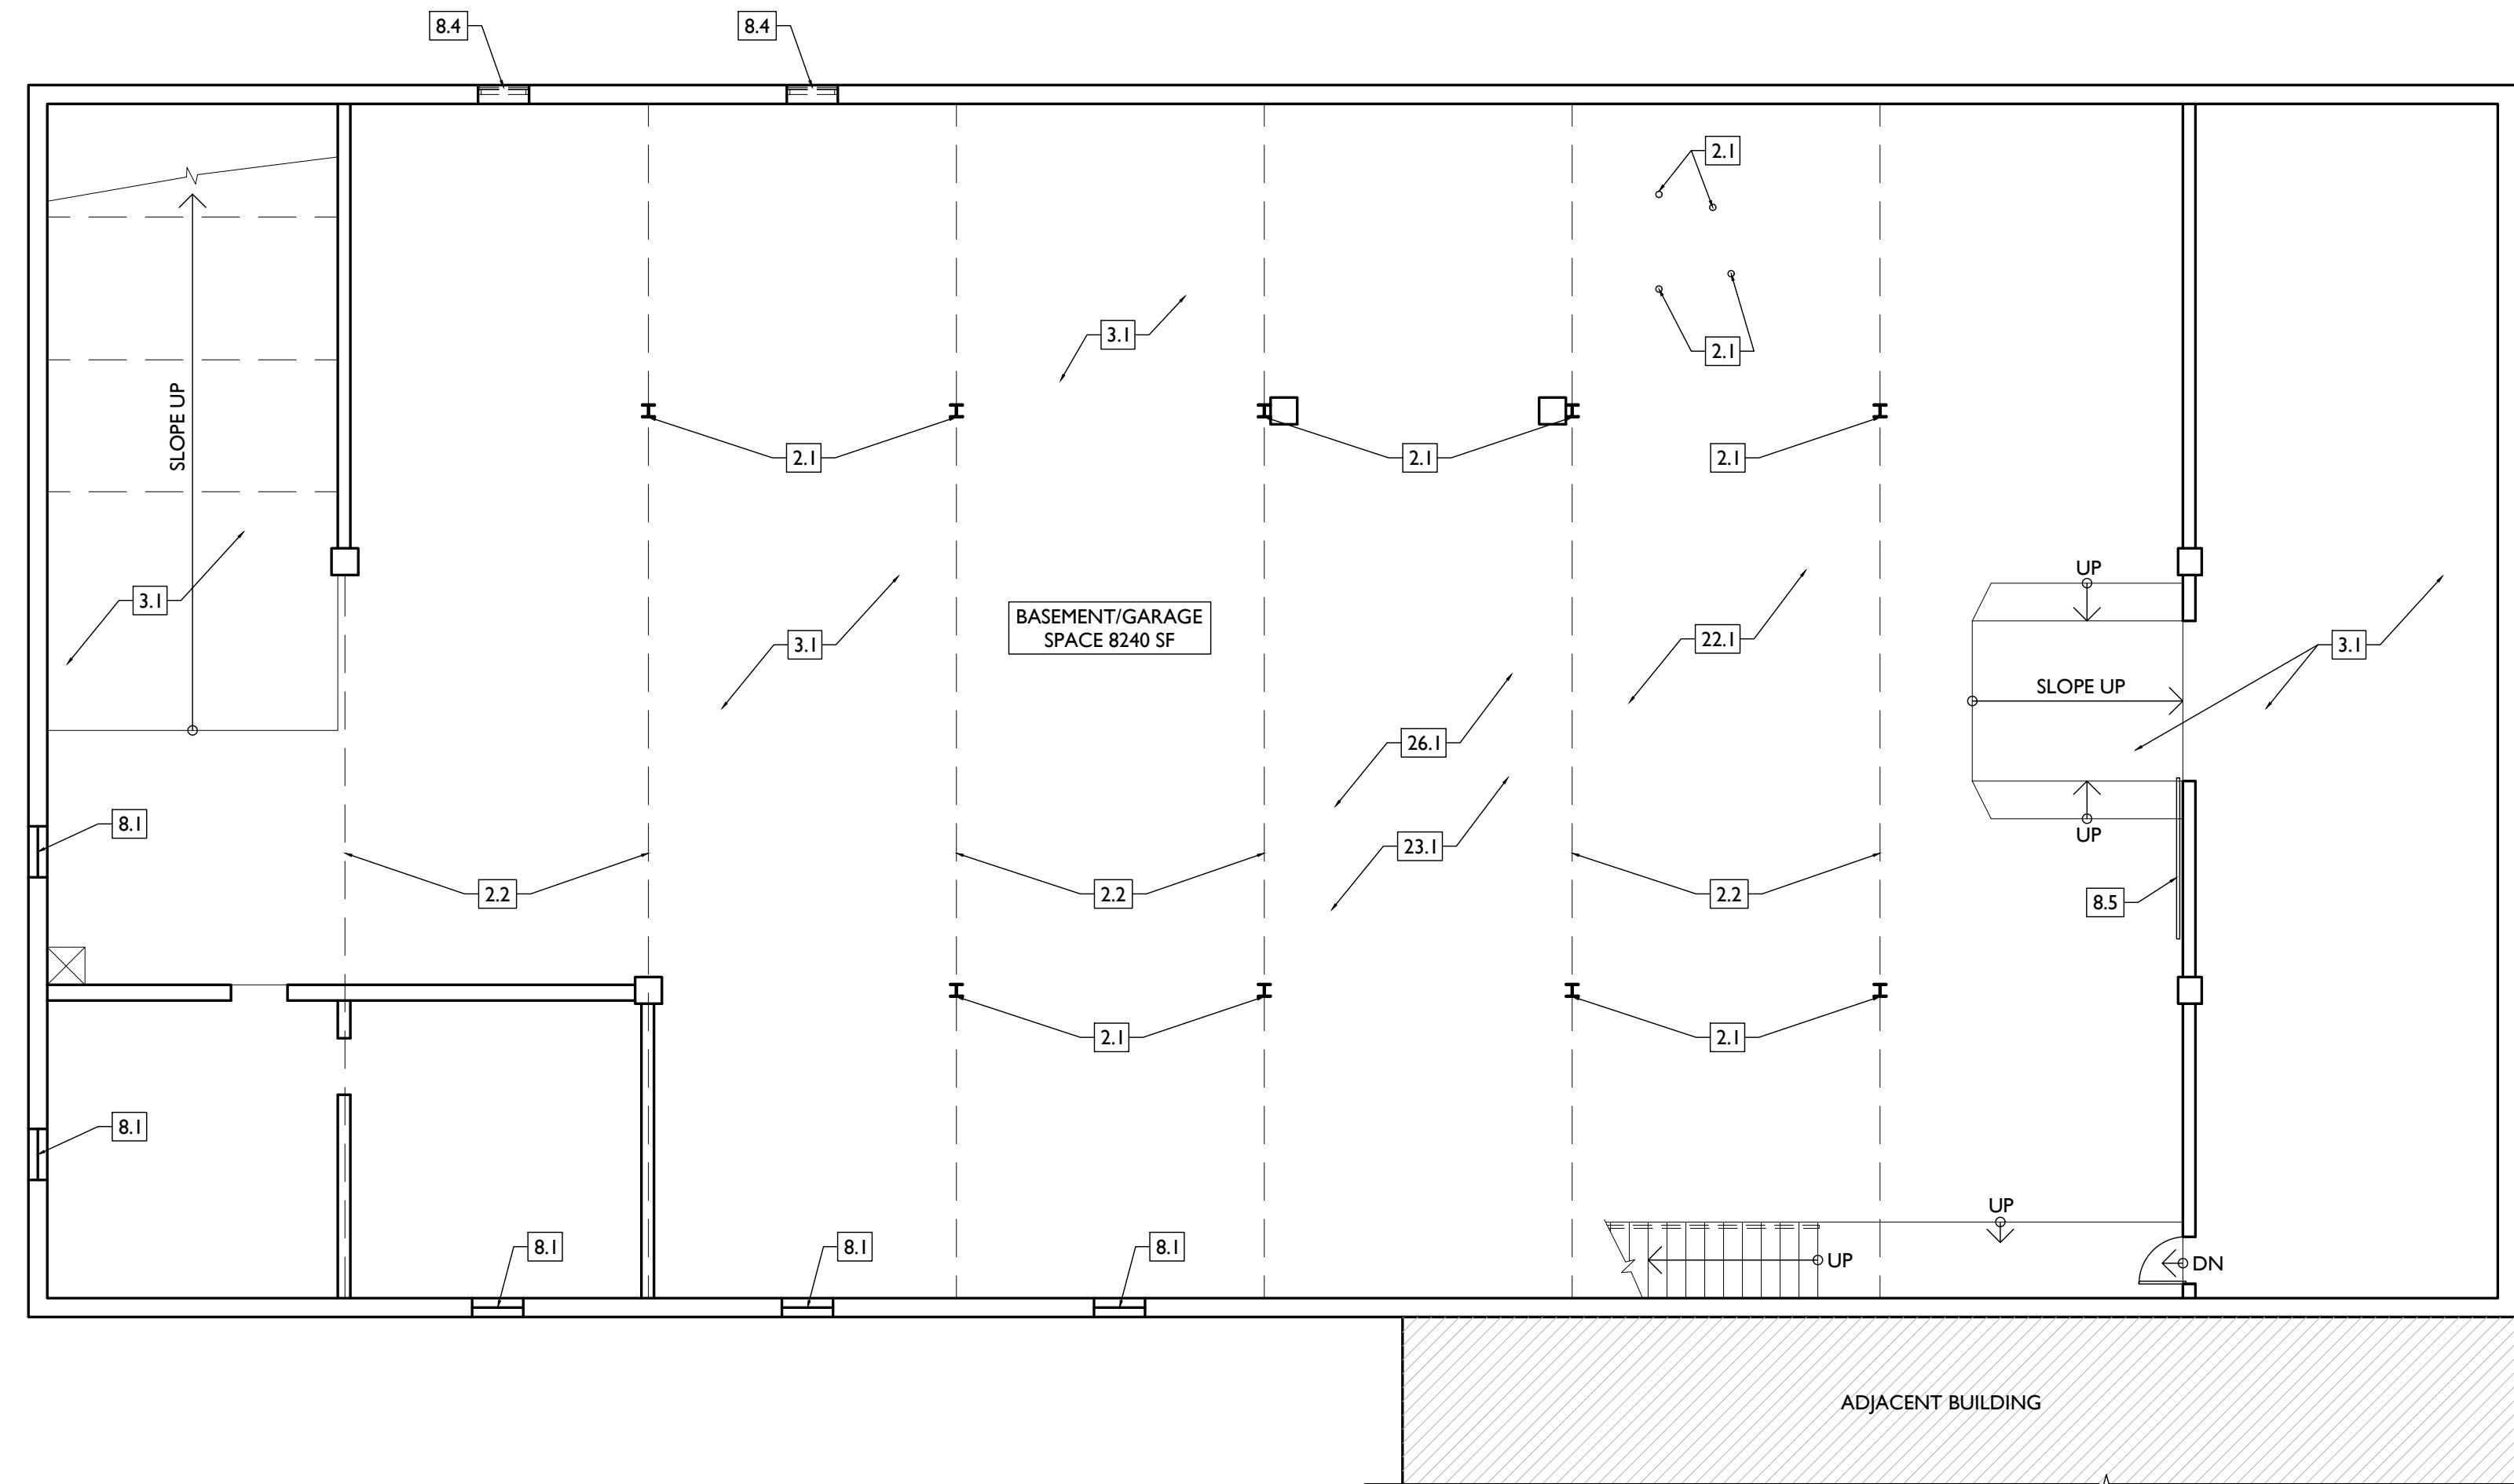 8.4
8.4
2.1
3.1
2.1
SLOPE UP
2.1
2.1
2.1
UP
3.1
BASEMENT/GARAGE
SPACE 8240 SF
3.1
22.1
3.1
SLOPE UP
26.1
8.1
UP
23.1
2.2
2.2
2.2
8.5
2.1
2.1
8.1
UP
8.1
8.1
8.1
UP
DN
ADJACENT BUILDING